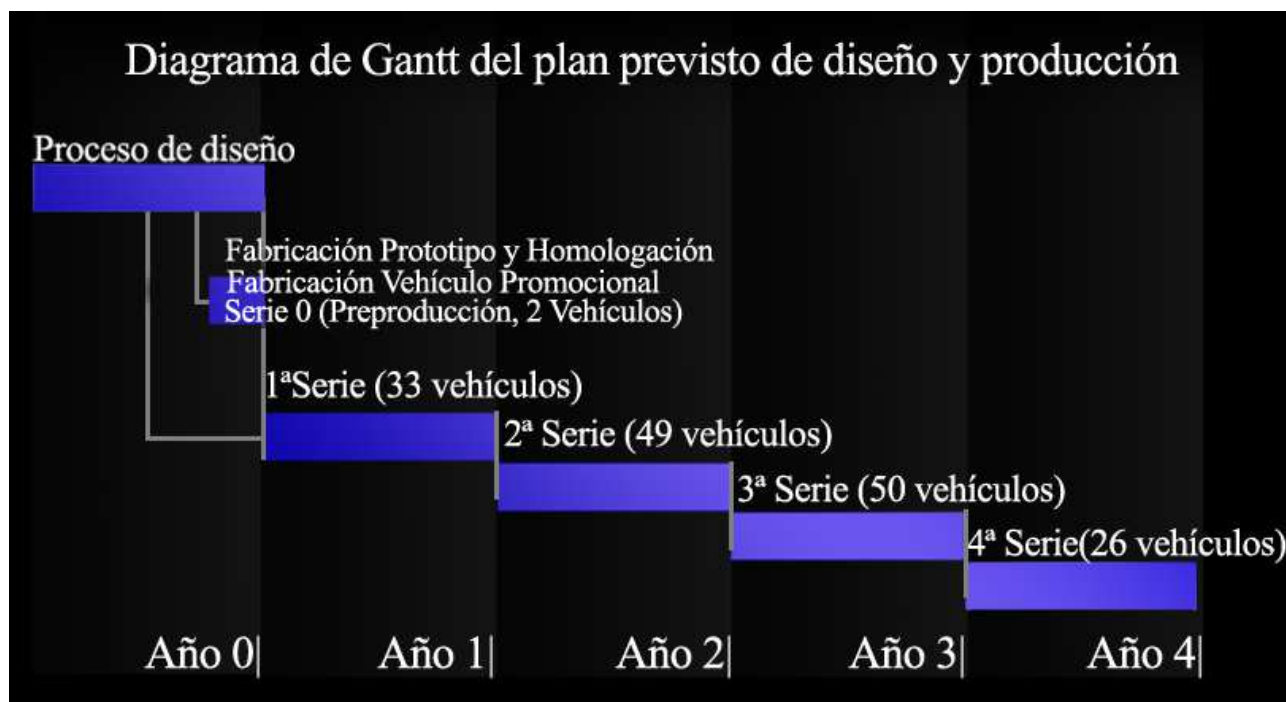 Diagrama de Gantt del plan previsto de diseño y producción
Proceso de diseño
Fabricación Prototipo y Homologación
Fabricación Vehículo Promocional
Serie 0 (Preproducción, 2 Vehículos)
1ªSerie (33 vehículos)
2ª Serie (49 vehículos)
3ª Serie (50 vehículos)
4ª Serie(26 vehículos)
Año 0 Año 1 Año 2 Año 3 Año 4